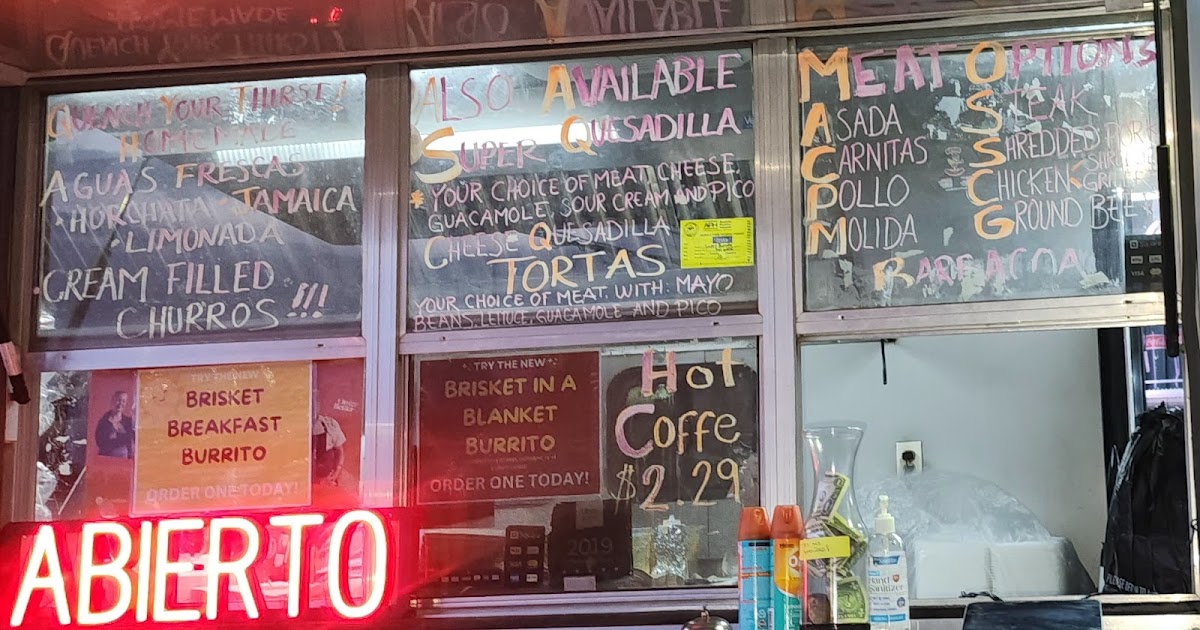 QUENCH YOUR THIRST!
HOMEMADE
AGUAS FRESCAS
·HORCHATA ·JAMAICA
·LIMONADA
CREAM FILLED
CHURROS !!!
ALSO AVAILABLE
SUPER QUESADILLA
*YOUR CHOICE OF MEAT, CHEESE,
GUACAMOLE, SOUR CREAM AND PICO
CHEESE QUESADILLA
TORTAS
YOUR CHOICE OF MEAT, WITH: MAYO
BEANS, LETTUCE, GUACAMOLE AND PICO
MEAT OPTIONS
ASADA STEAK
CARNITAS SHREDDED PORK
POLLO CHICKEN
MOLIDA GROUND BEEF
BARBACOA
TRY THE NEW
BRISKET
BREAKFAST
BURRITO
ORDER ONE TODAY!
TRY THE NEW
BRISKET IN A
BLANKET
BURRITO
ORDER ONE TODAY!
HOT
COFFE
$2.29
2019
ABIERTO
Hand
Sanitizer